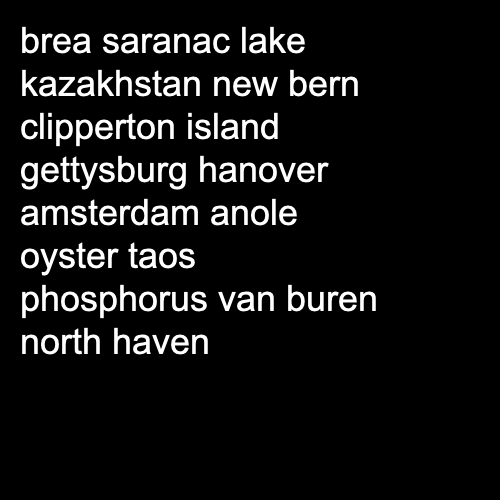 brea saranac lake
kazakhstan new bern
clipperton island
gettysburg hanover
amsterdam anole
oyster taos
phosphorus van buren
north haven